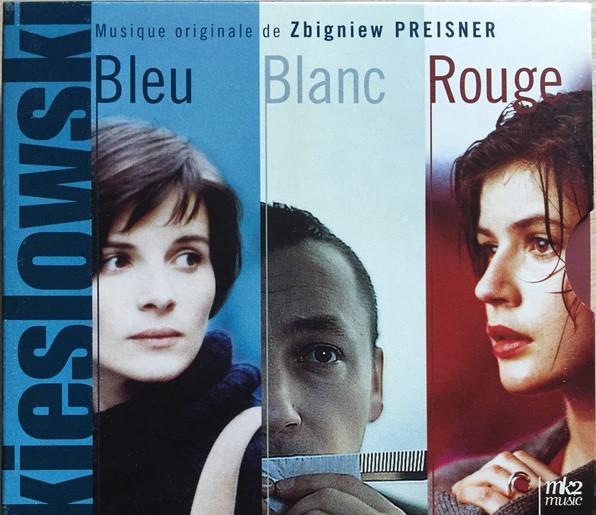 kieslowski
Musique originale de Zbigniew PREISNER
Bleu Blanc Rouge
mk2
music